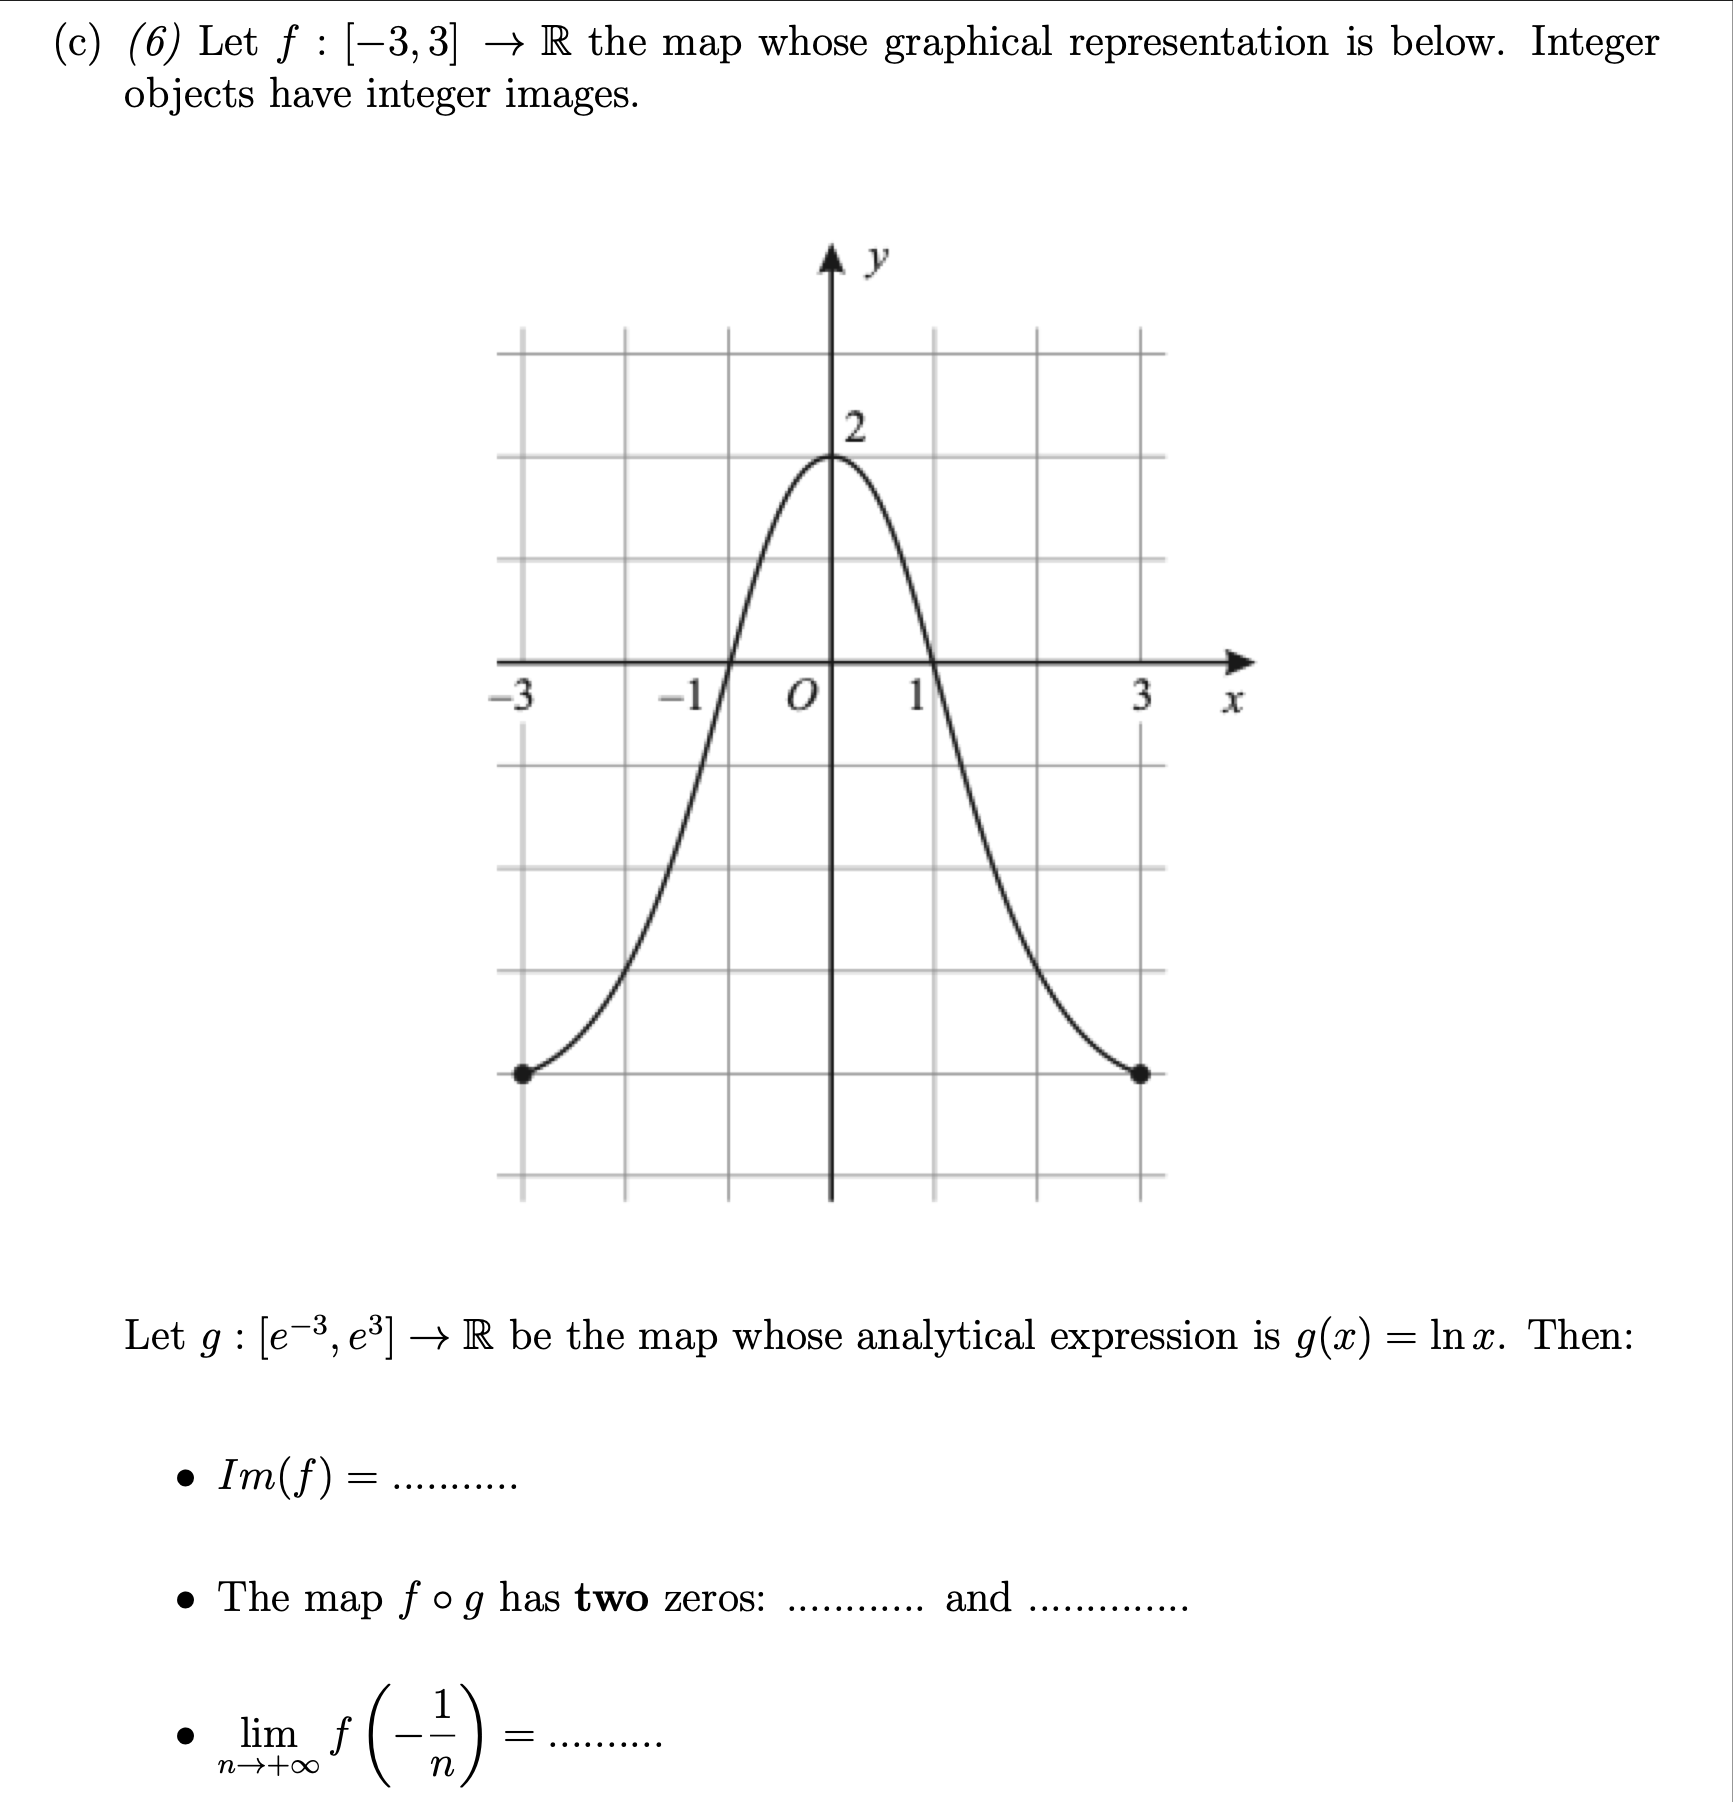 (c) (6) Let f : [−3, 3] → ℝ the map whose graphical representation is below. Integer
objects have integer images.
y
2
−3 −1 O 1 3 x
Let g : [e⁻³, e³] → ℝ be the map whose analytical expression is g(x) = ln x. Then:
• Im(f) = ...........
• The map f ∘ g has two zeros: ............ and ..............
• lim_{n→+∞} f(−1/n) = ..........